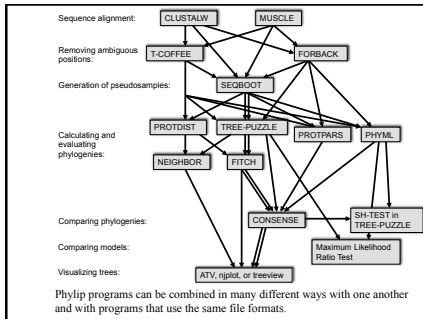 Sequence alignment: CLUSTALW MUSCLE
Removing ambiguous
positions: T-COFFEE FORBACK
Generation of pseudosamples: SEQBOOT
PROTDIST TREE-PUZZLE PROTPARS PHYML
Calculating and
evaluating
phylogenies:
NEIGHBOR FITCH
Comparing phylogenies: CONSENSE SH-TEST in
TREE-PUZZLE
Comparing models: Maximum Likelihood
Ratio Test
Visualizing trees: ATV, njplot, or treeview
Phylip programs can be combined in many different ways with one another
and with programs that use the same file formats.